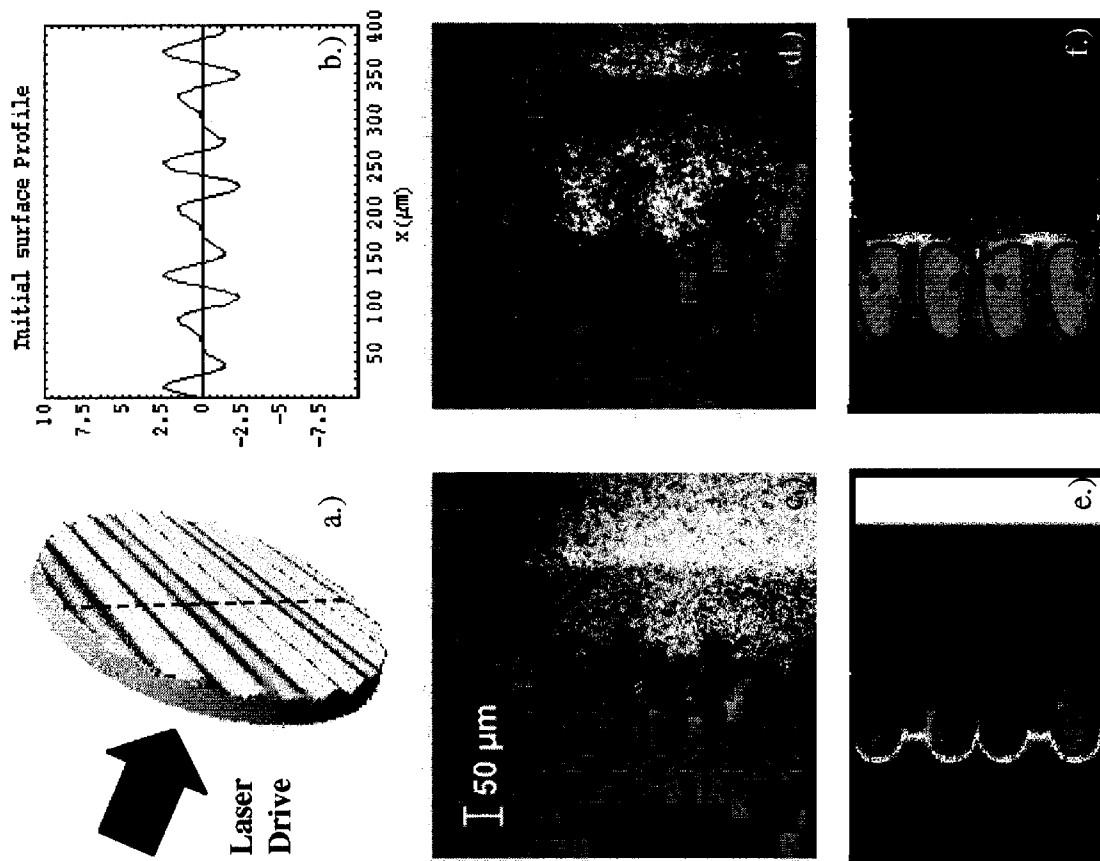 Laser
Drive
a.)
Initial surface Profile
10
7.5
5
2.5
0
-2.5
-5
-7.5
50 100 150 200 250 300 350 400
x (μm)
b.)
50 μm
c.)
d.)
e.)
f.)